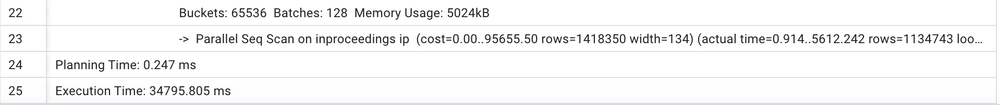 22 Buckets: 65536 Batches: 128 Memory Usage: 5024kB
23 -> Parallel Seq Scan on inproceedings ip (cost=0.00..95655.50 rows=1418350 width=134) (actual time=0.914..5612.242 rows=1134743 loo...
24 Planning Time: 0.247 ms
25 Execution Time: 34795.805 ms